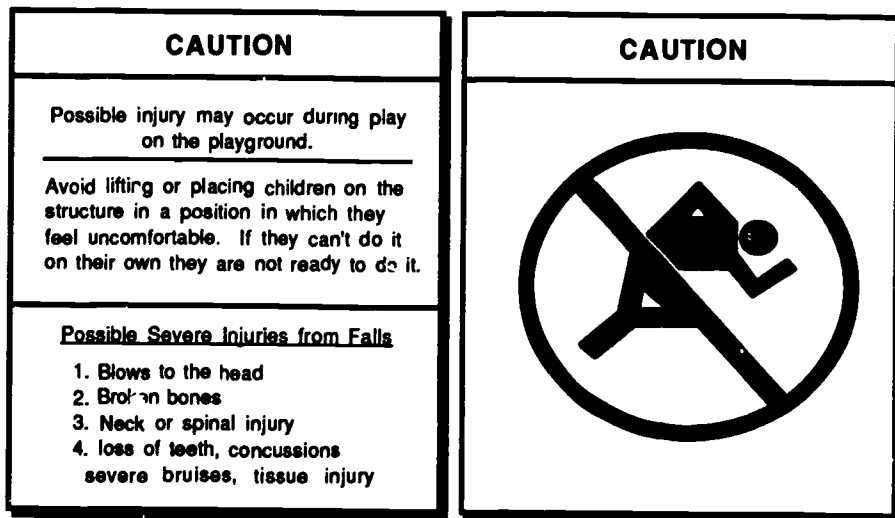 CAUTION
Possible injury may occur during play
on the playground.
Avoid lifting or placing children on the
structure in a position in which they
feel uncomfortable. If they can't do it
on their own they are not ready to do it.
Possible Severe Injuries from Falls
1. Blows to the head
2. Broken bones
3. Neck or spinal injury
4. loss of teeth, concussions
severe bruises, tissue injury
CAUTION